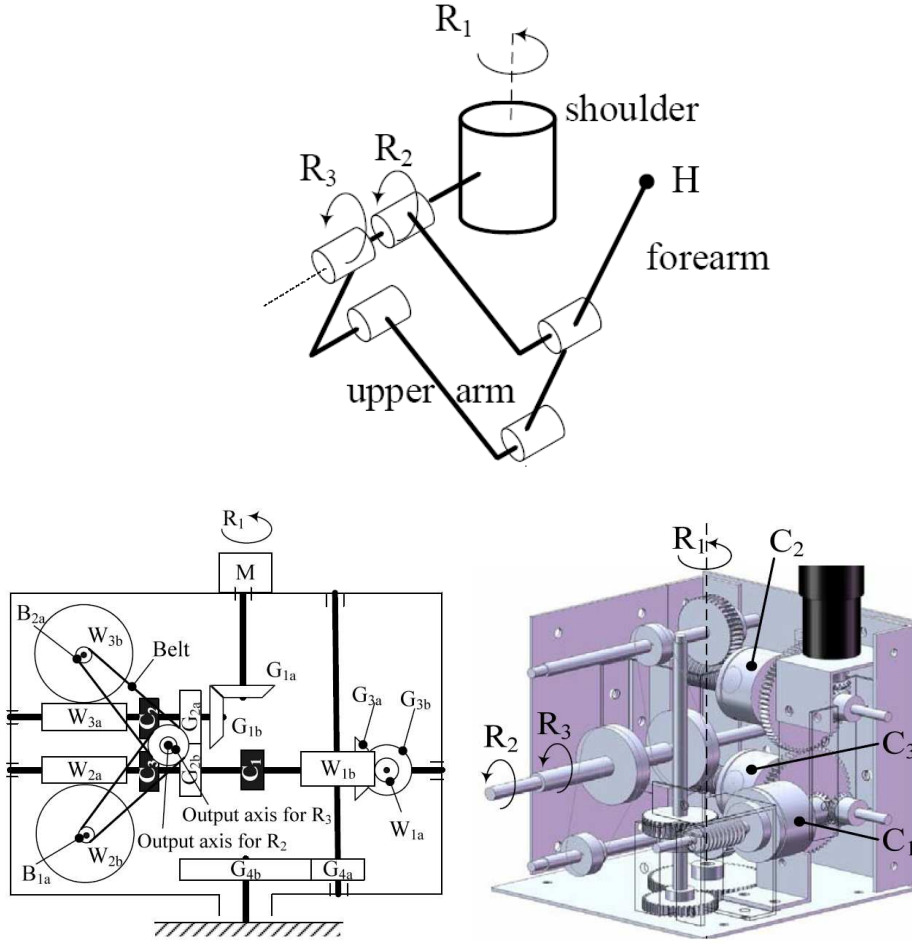 R1
shoulder
R2
R3
H
forearm
upper arm
R1
M
B2a
W3b
Belt
G1a
W3a
C2
G2a
G1b
G3a
G3b
W2a
C3
G2b
C1
W1b
W1a
Output axis for R3
Output axis for R2
B1a
W2b
G4b
G4a
R1
C2
R2
R3
C3
C1